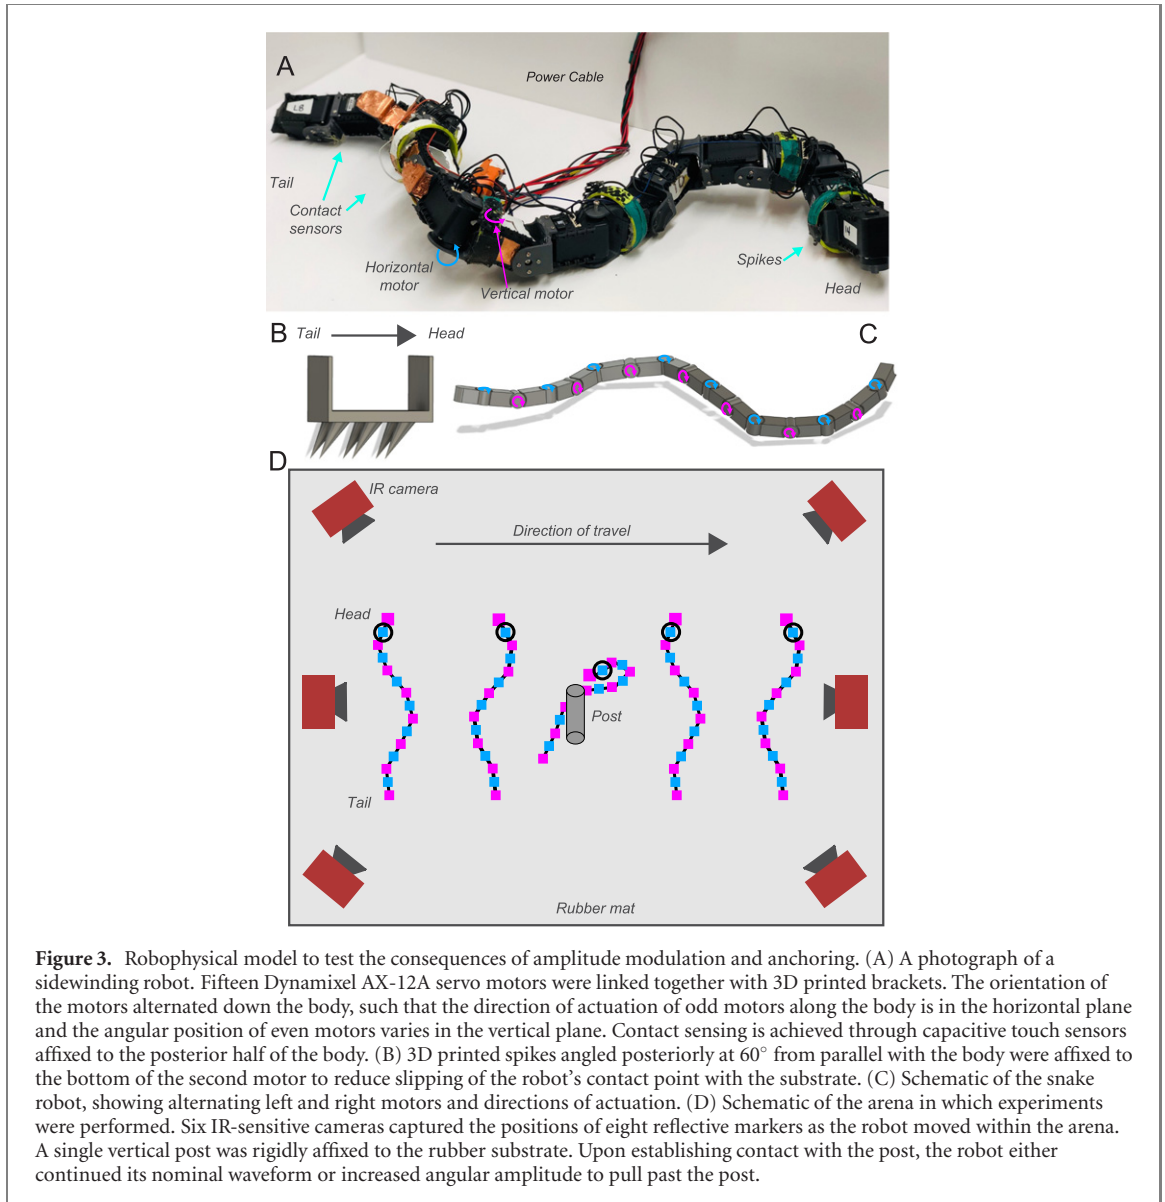 A
Power Cable
Tail
Contact
sensors
Horizontal
motor
Vertical motor
Spikes
Head
L8
B
Tail
Head
C
D
IR camera
Direction of travel
Head
Post
Tail
Rubber mat
Figure 3. Robophysical model to test the consequences of amplitude modulation and anchoring. (A) A photograph of a
sidewinding robot. Fifteen Dynamixel AX-12A servo motors were linked together with 3D printed brackets. The orientation of
the motors alternated down the body, such that the direction of actuation of odd motors along the body is in the horizontal plane
and the angular position of even motors varies in the vertical plane. Contact sensing is achieved through capacitive touch sensors
affixed to the posterior half of the body. (B) 3D printed spikes angled posteriorly at 60° from parallel with the body were affixed to
the bottom of the second motor to reduce slipping of the robot's contact point with the substrate. (C) Schematic of the snake
robot, showing alternating left and right motors and directions of actuation. (D) Schematic of the arena in which experiments
were performed. Six IR-sensitive cameras captured the positions of eight reflective markers as the robot moved within the arena.
A single vertical post was rigidly affixed to the rubber substrate. Upon establishing contact with the post, the robot either
continued its nominal waveform or increased angular amplitude to pull past the post.